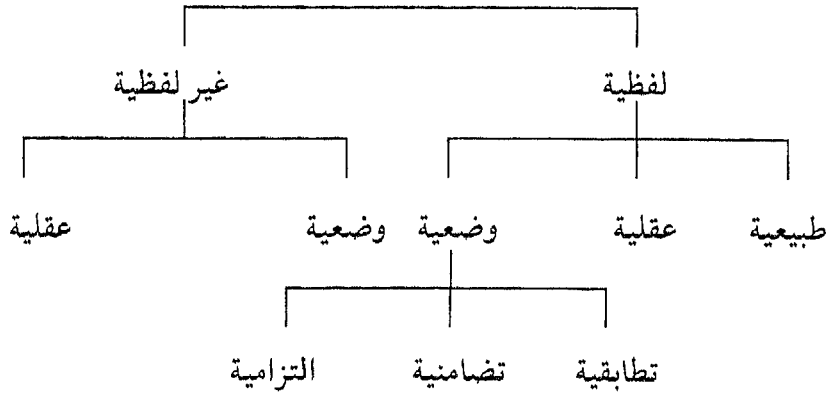 لفظية غير لفظية
طبيعية عقلية وضعية وضعية عقلية
تطابقية تضامنية التزامية